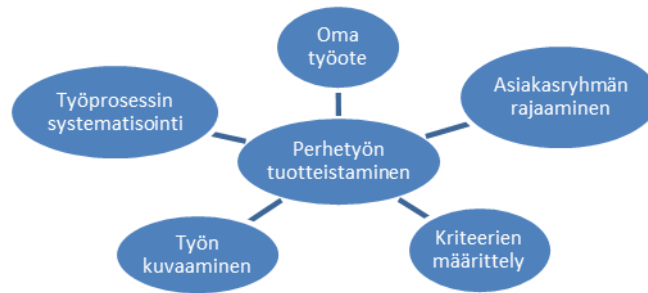 Oma
työote
Työprosessin
systematisointi
Asiakasryhmän
rajaaminen
Perhetyön
tuotteistaminen
Työn
kuvaaminen
Kriteerien
määrittely